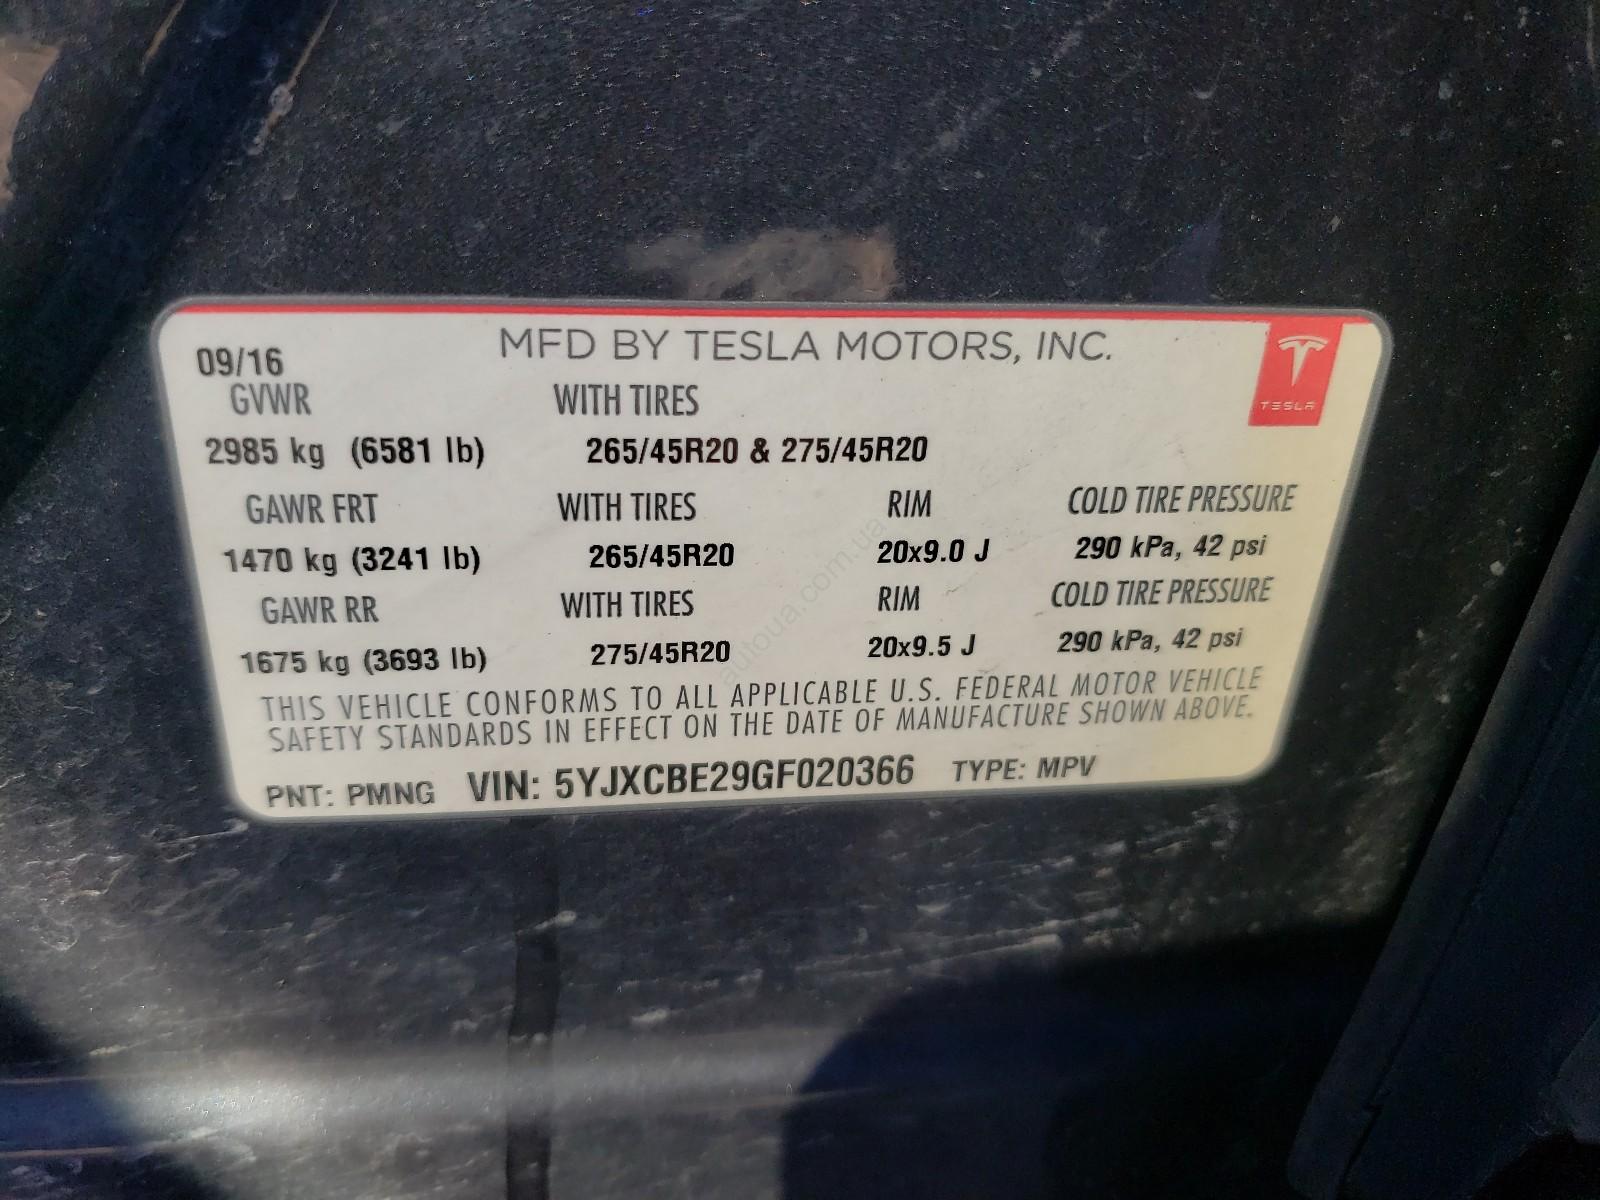 MFD BY TESLA MOTORS, INC.
09/16
TESLA
GVWR WITH TIRES
2985 kg (6581 lb) 265/45R20 & 275/45R20
GAWR FRT WITH TIRES RIM COLD TIRE PRESSURE
1470 kg (3241 lb) 265/45R20 20x9.0 J 290 kPa, 42 psi
GAWR RR WITH TIRES RIM COLD TIRE PRESSURE
1675 kg (3693 lb) 275/45R20 20x9.5 J 290 kPa, 42 psi
THIS VEHICLE CONFORMS TO ALL APPLICABLE U.S. FEDERAL MOTOR VEHICLE
SAFETY STANDARDS IN EFFECT ON THE DATE OF MANUFACTURE SHOWN ABOVE.
PNT: PMNG VIN: 5YJXCBE29GF020366 TYPE: MPV
autoua.com.ua